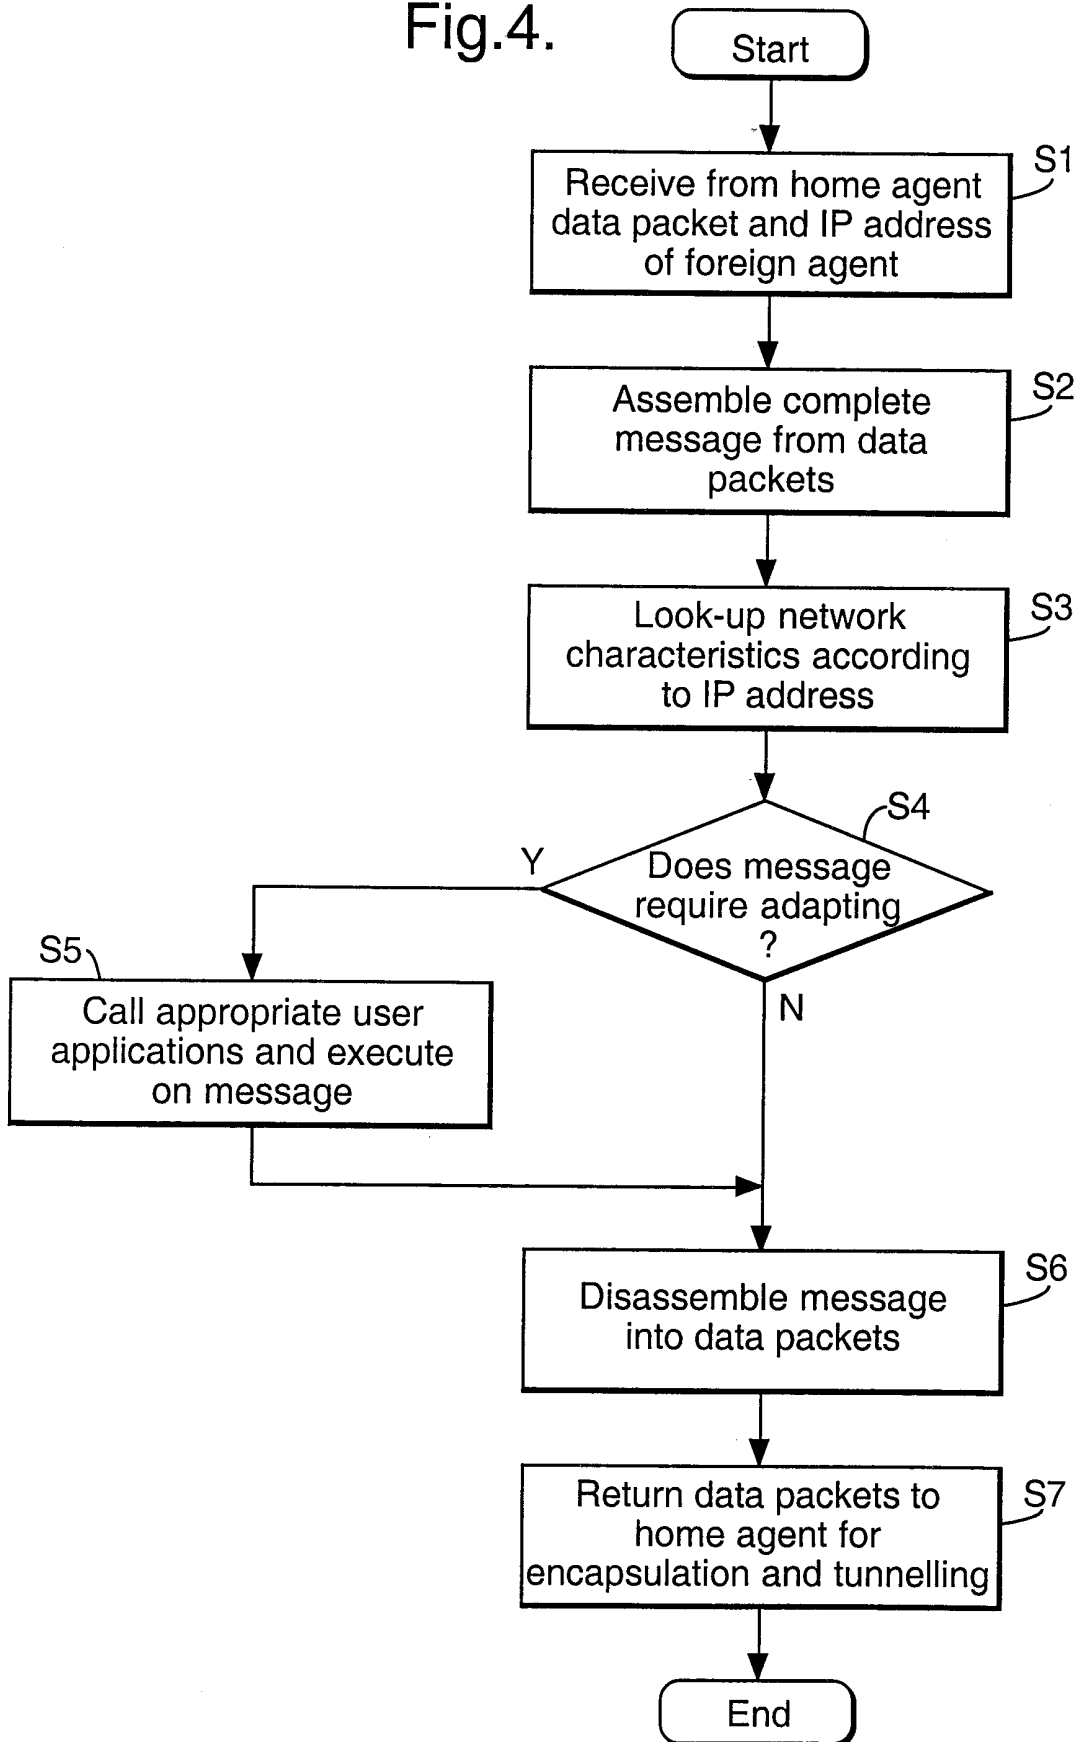 Fig.4.
Start
S1
Receive from home agent
data packet and IP address
of foreign agent
S2
Assemble complete
message from data
packets
S3
Look-up network
characteristics according
to IP address
S4
Does message
require adapting
?
Y
N
S5
Call appropriate user
applications and execute
on message
S6
Disassemble message
into data packets
S7
Return data packets to
home agent for
encapsulation and tunnelling
End